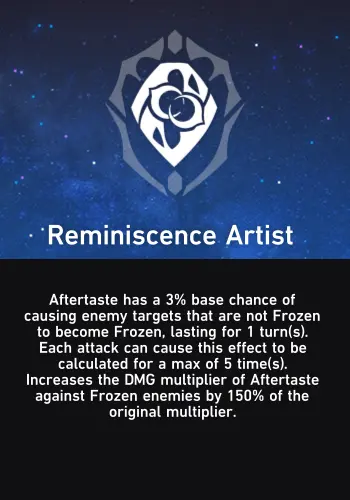 Reminiscence Artist
Aftertaste has a 3% base chance of
causing enemy targets that are not Frozen
to become Frozen, lasting for 1 turn(s).
Each attack can cause this effect to be
calculated for a max of 5 time(s).
Increases the DMG multiplier of Aftertaste
against Frozen enemies by 150% of the
original multiplier.